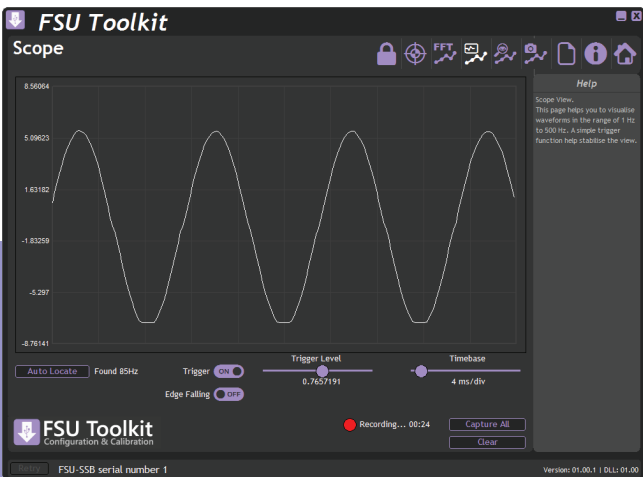 FSU Toolkit
Scope
FFT
Help
Scope View.
This page helps you to visualise
waveforms in the range of 1 Hz
to 500 Hz. A simple trigger
function help stabilise the view.
8.56064
5.09623
1.63182
-1.83259
-5.297
-8.76141
Auto Locate
Found 85Hz
Trigger
ON
Edge Falling
OFF
Trigger Level
0.7657191
Timebase
4 ms/div
FSU Toolkit
Configuration & Calibration
Recording... 00:24
Capture All
Clear
Retry
FSU-SSB serial number 1
Version: 01.00.1 | DLL: 01.00